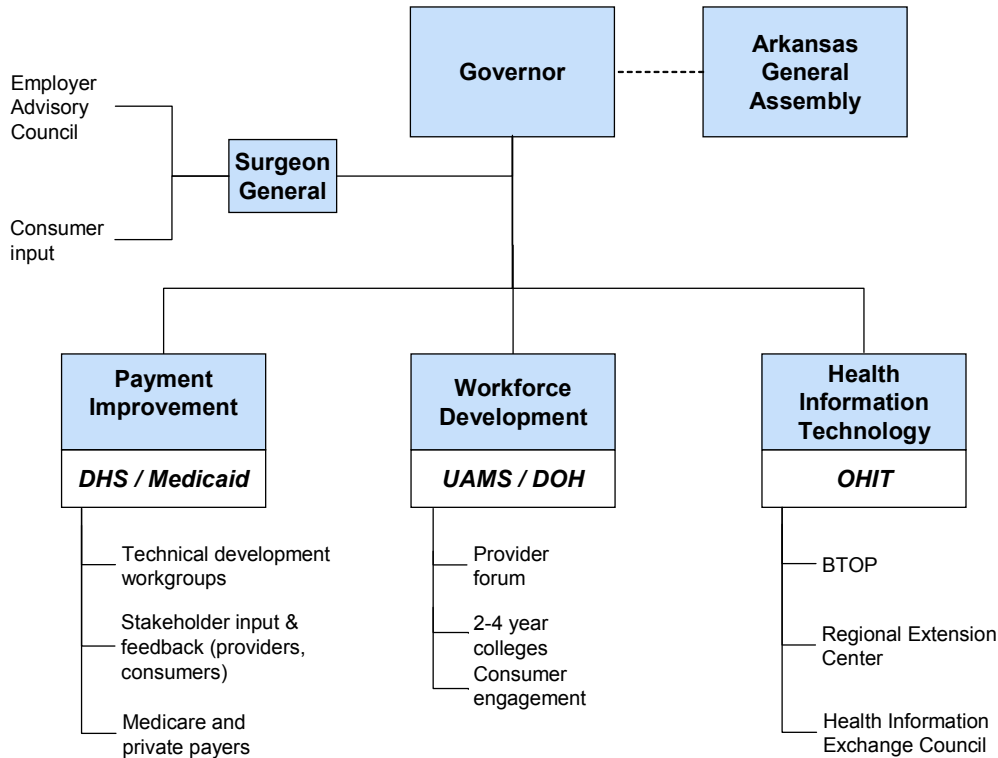 Governor
Arkansas
General
Assembly
Employer
Advisory
Council
Surgeon
General
Consumer
input
Payment
Improvement
DHS / Medicaid
Technical development
workgroups
Stakeholder input &
feedback (providers,
consumers)
Medicare and
private payers
Workforce
Development
UAMS / DOH
Provider
forum
2-4 year
colleges
Consumer
engagement
Health
Information
Technology
OHIT
BTOP
Regional Extension
Center
Health Information
Exchange Council